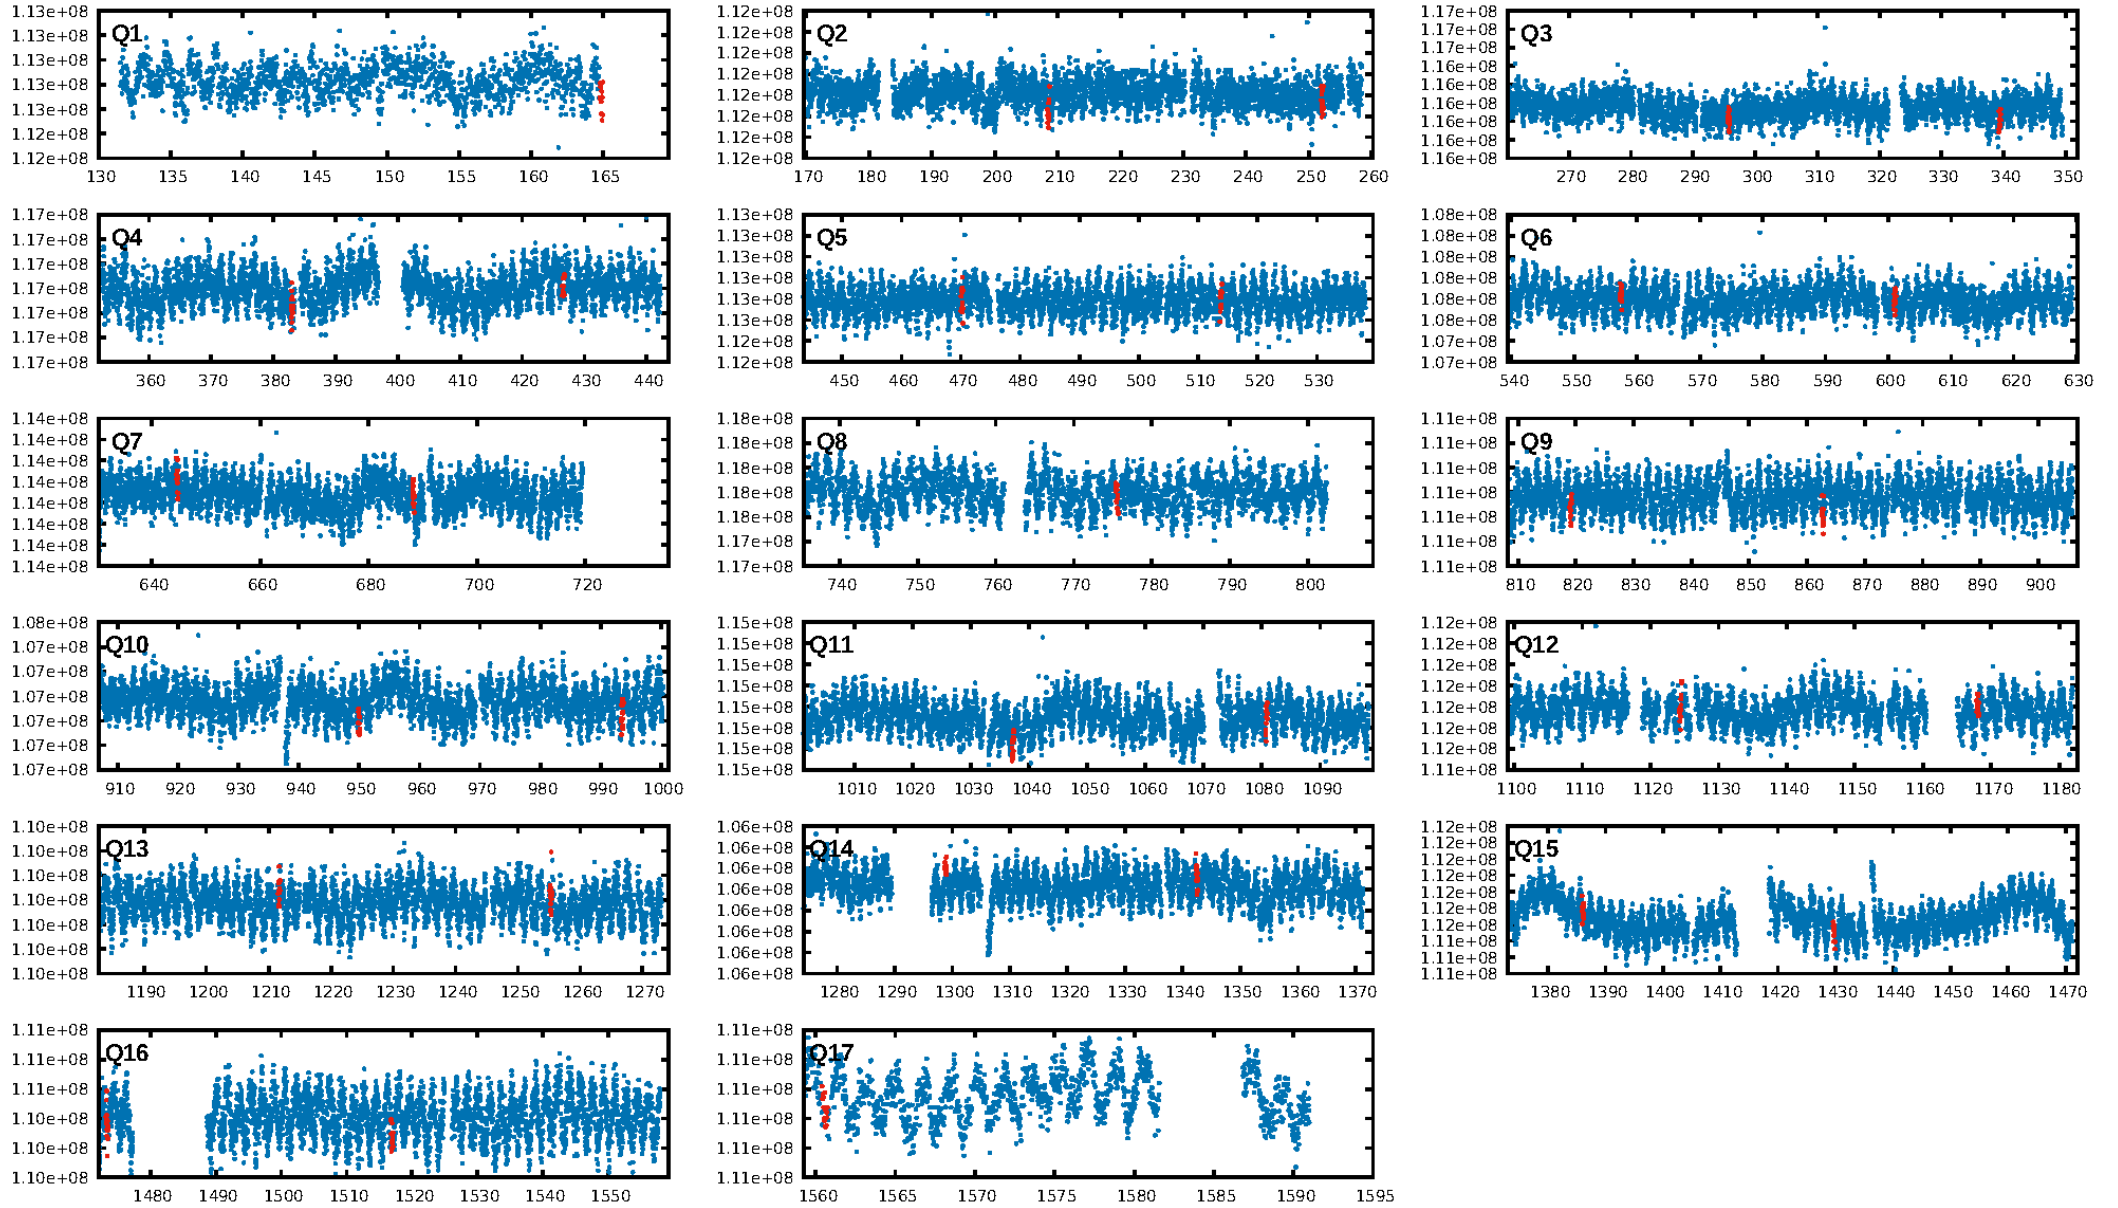 1.13e+08 1.13e+08 1.13e+08 1.13e+08 1.13e+08 1.12e+08 1.12e+08
Q1
130 135 140 145 150 155 160 165
1.12e+08 1.12e+08 1.12e+08 1.12e+08 1.12e+08 1.12e+08 1.12e+08 1.12e+08
Q2
170 180 190 200 210 220 230 240 250 260
1.17e+08 1.17e+08 1.17e+08 1.16e+08 1.16e+08 1.16e+08 1.16e+08 1.16e+08 1.16e+08
Q3
270 280 290 300 310 320 330 340 350
1.17e+08 1.17e+08 1.17e+08 1.17e+08 1.17e+08 1.17e+08 1.17e+08
Q4
360 370 380 390 400 410 420 430 440
1.13e+08 1.13e+08 1.13e+08 1.13e+08 1.13e+08 1.13e+08 1.12e+08 1.12e+08
Q5
450 460 470 480 490 500 510 520 530
1.08e+08 1.08e+08 1.08e+08 1.08e+08 1.08e+08 1.08e+08 1.07e+08 1.07e+08
Q6
540 550 560 570 580 590 600 610 620 630
1.14e+08 1.14e+08 1.14e+08 1.14e+08 1.14e+08 1.14e+08 1.14e+08 1.14e+08
Q7
640 660 680 700 720
1.18e+08 1.18e+08 1.18e+08 1.18e+08 1.18e+08 1.17e+08 1.17e+08
Q8
740 750 760 770 780 790 800
1.11e+08 1.11e+08 1.11e+08 1.11e+08 1.11e+08 1.11e+08 1.11e+08
Q9
810 820 830 840 850 860 870 880 890 900
1.08e+08 1.07e+08 1.07e+08 1.07e+08 1.07e+08 1.07e+08 1.07e+08
Q10
910 920 930 940 950 960 970 980 990 1000
1.15e+08 1.15e+08 1.15e+08 1.15e+08 1.15e+08 1.15e+08 1.15e+08 1.15e+08
Q11
1010 1020 1030 1040 1050 1060 1070 1080 1090
1.12e+08 1.12e+08 1.12e+08 1.12e+08 1.12e+08 1.12e+08 1.12e+08 1.11e+08
Q12
1100 1110 1120 1130 1140 1150 1160 1170 1180
1.10e+08 1.10e+08 1.10e+08 1.10e+08 1.10e+08 1.10e+08 1.10e+08
Q13
1190 1200 1210 1220 1230 1240 1250 1260 1270
1.06e+08 1.06e+08 1.06e+08 1.06e+08 1.06e+08 1.06e+08 1.06e+08 1.06e+08
Q14
1280 1290 1300 1310 1320 1330 1340 1350 1360 1370
1.12e+08 1.12e+08 1.12e+08 1.12e+08 1.12e+08 1.12e+08 1.12e+08 1.11e+08 1.11e+08 1.11e+08
Q15
1380 1390 1400 1410 1420 1430 1440 1450 1460 1470
1.11e+08 1.11e+08 1.11e+08 1.10e+08 1.10e+08 1.10e+08
Q16
1480 1490 1500 1510 1520 1530 1540 1550
1.11e+08 1.11e+08 1.11e+08 1.11e+08 1.11e+08 1.11e+08
Q17
1560 1565 1570 1575 1580 1585 1590 1595